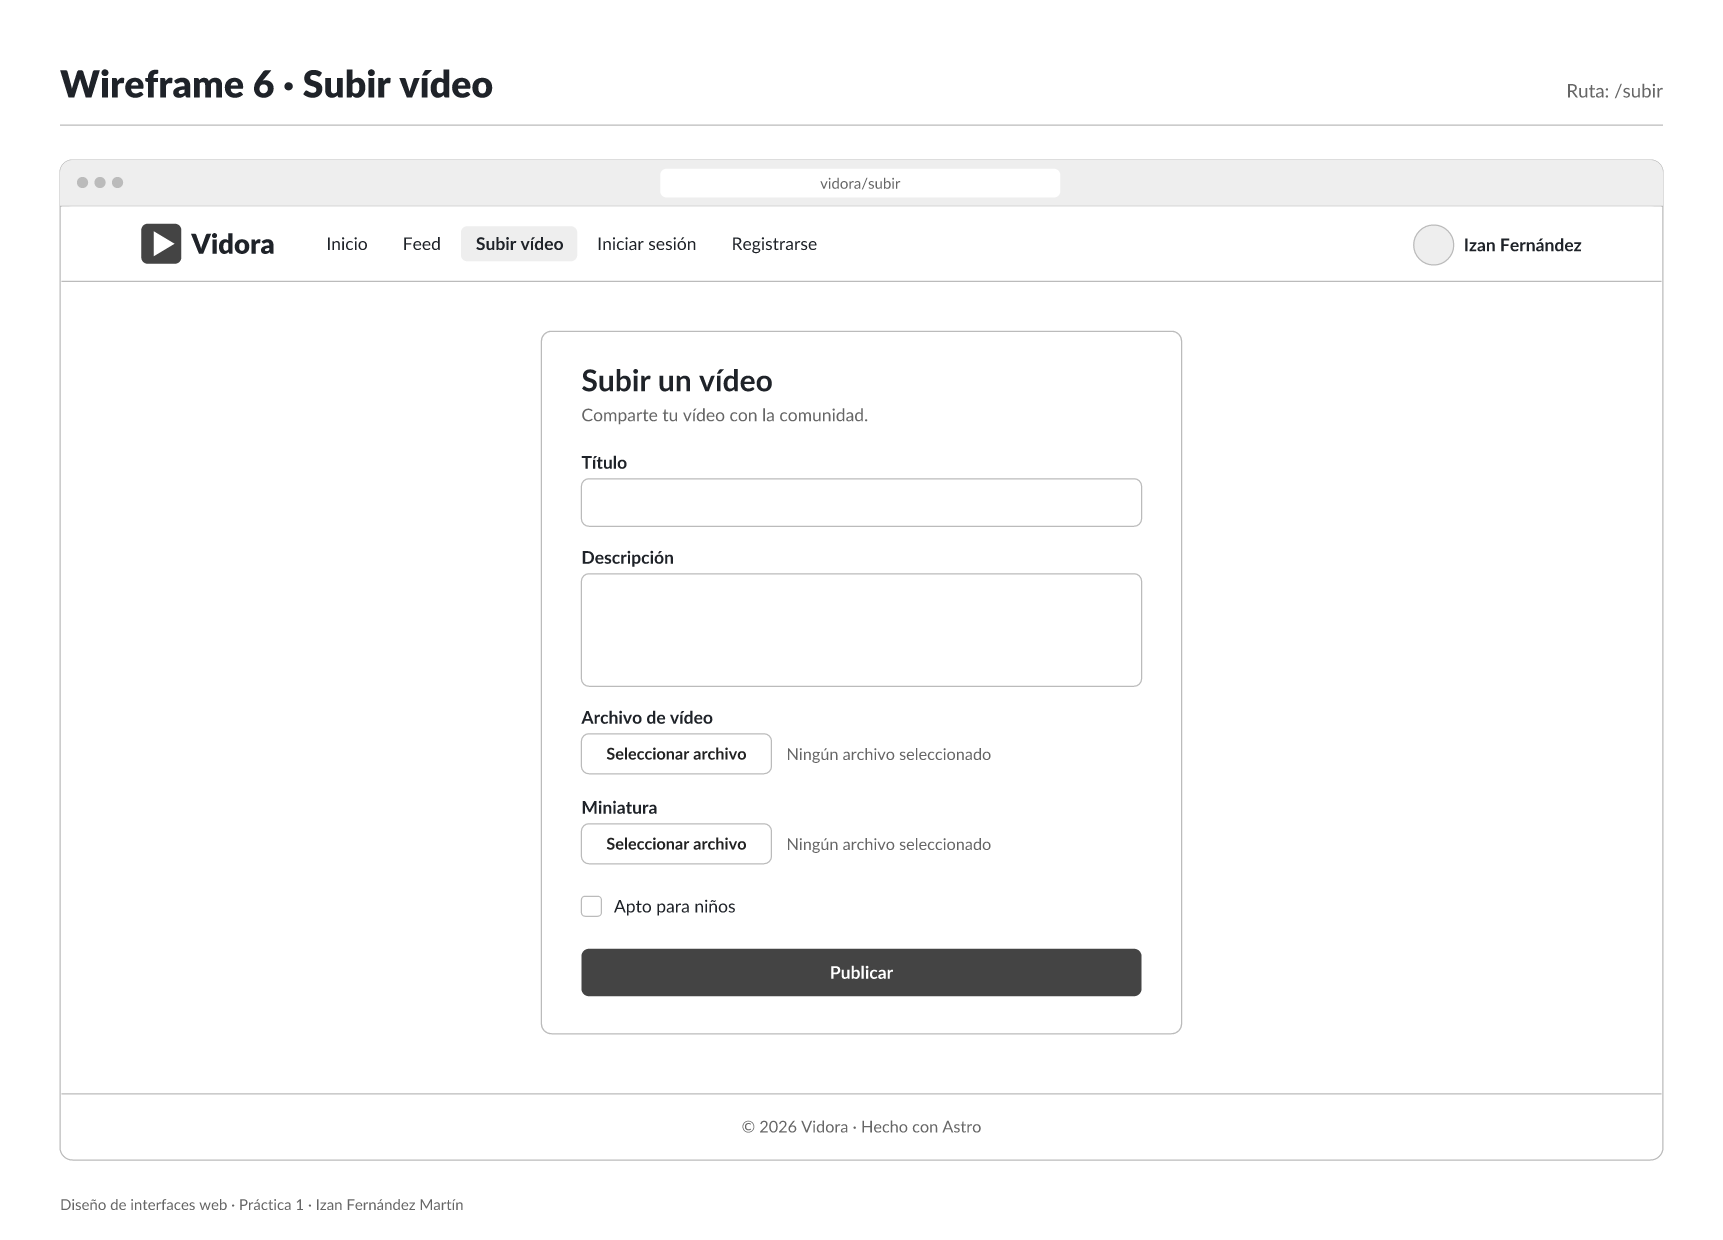 Wireframe 6 · Subir vídeo
Ruta: /subir
vidora/subir
Vidora
Inicio
Feed
Subir vídeo
Iniciar sesión
Registrarse
Izan Fernández
Subir un vídeo
Comparte tu vídeo con la comunidad.
Título
Descripción
Archivo de vídeo
Seleccionar archivo
Ningún archivo seleccionado
Miniatura
Seleccionar archivo
Ningún archivo seleccionado
Apto para niños
Publicar
© 2026 Vidora · Hecho con Astro
Diseño de interfaces web · Práctica 1 · Izan Fernández Martín